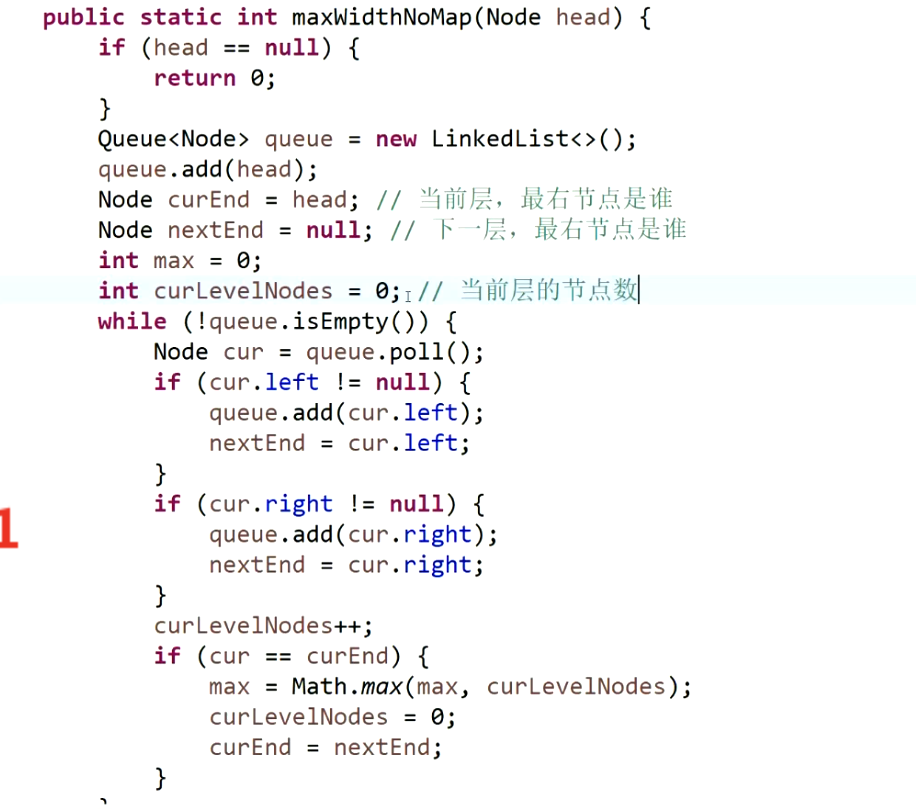 public static int maxWidthNoMap(Node head) {
    if (head == null) {
        return 0;
    }
    Queue<Node> queue = new LinkedList<>();
    queue.add(head);
    Node curEnd = head; // 当前层，最右节点是谁
    Node nextEnd = null; // 下一层，最右节点是谁
    int max = 0;
    int curLevelNodes = 0; // 当前层的节点数
    while (!queue.isEmpty()) {
        Node cur = queue.poll();
        if (cur.left != null) {
            queue.add(cur.left);
            nextEnd = cur.left;
        }
1
        if (cur.right != null) {
            queue.add(cur.right);
            nextEnd = cur.right;
        }
        curLevelNodes++;
        if (cur == curEnd) {
            max = Math.max(max, curLevelNodes);
            curLevelNodes = 0;
            curEnd = nextEnd;
        }